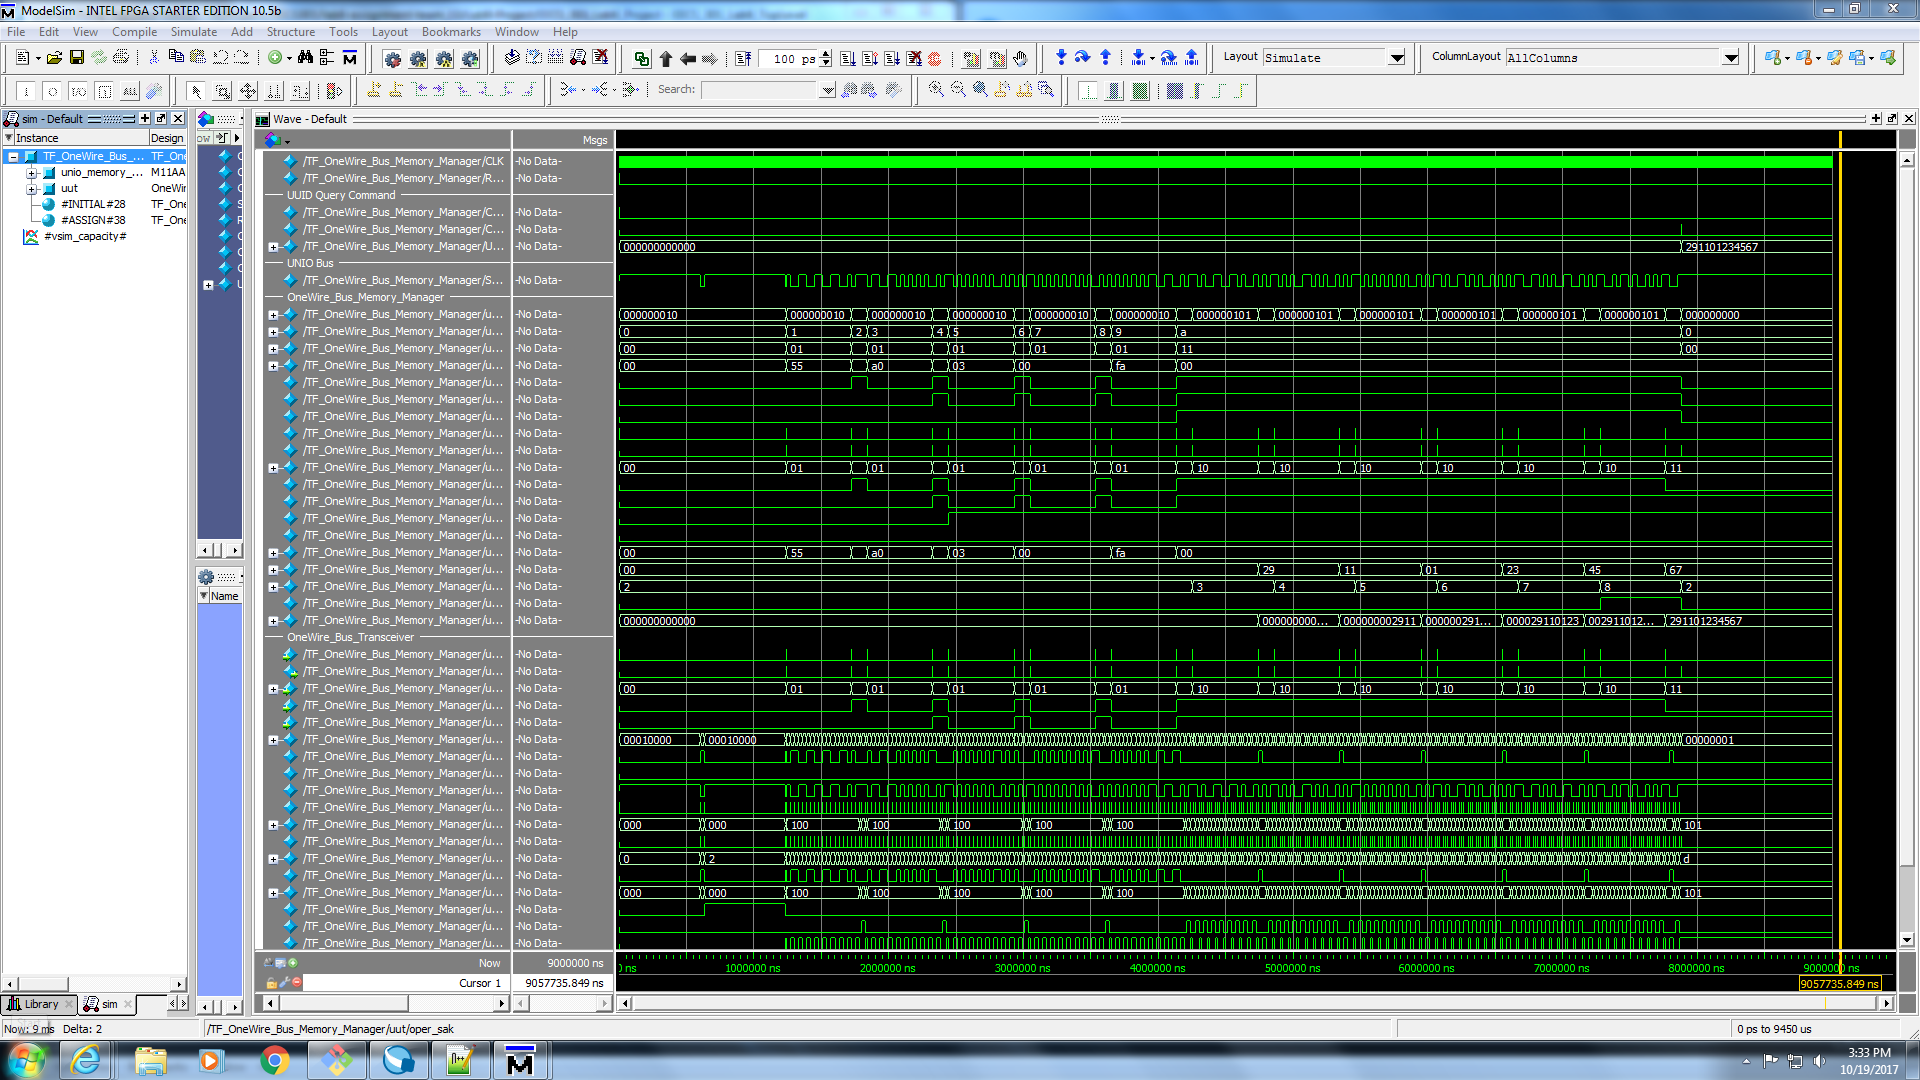 ModelSim - INTEL FPGA STARTER EDITION 10.5b
File Edit View Compile Simulate Add Structure Tools Layout Bookmarks Window Help
100 ps
Layout Simulate
ColumnLayout AllColumns
Search:
sim - Default
Wave - Default
Instance Design
Msgs
TF_OneWire_Bus_... TF_One
unio_memory_... M11AA
uut OneWir
#INITIAL#28 TF_One
#ASSIGN#38 TF_One
#vsim_capacity#
Name
/TF_OneWire_Bus_Memory_Manager/CLK -No Data-
/TF_OneWire_Bus_Memory_Manager/R... -No Data-
UUID Query Command
/TF_OneWire_Bus_Memory_Manager/C... -No Data-
/TF_OneWire_Bus_Memory_Manager/C... -No Data-
/TF_OneWire_Bus_Memory_Manager/U... -No Data- 000000000000 291101234567
UNIO Bus
/TF_OneWire_Bus_Memory_Manager/S... -No Data-
OneWire_Bus_Memory_Manager
/TF_OneWire_Bus_Memory_Manager/u... -No Data- 000000010 000000010 000000010 000000010 000000010 000000010 000000101 000000101 000000101 000000101 000000101 000000101 000000000
/TF_OneWire_Bus_Memory_Manager/u... -No Data- 0 1 2 3 4 5 6 7 8 9 a 0
/TF_OneWire_Bus_Memory_Manager/u... -No Data- 00 01 01 01 01 01 11 00
/TF_OneWire_Bus_Memory_Manager/u... -No Data- 00 55 a0 03 00 fa 00
/TF_OneWire_Bus_Memory_Manager/u... -No Data-
/TF_OneWire_Bus_Memory_Manager/u... -No Data-
/TF_OneWire_Bus_Memory_Manager/u... -No Data-
/TF_OneWire_Bus_Memory_Manager/u... -No Data-
/TF_OneWire_Bus_Memory_Manager/u... -No Data-
/TF_OneWire_Bus_Memory_Manager/u... -No Data- 00 01 01 01 01 01 10 10 10 10 10 10 11
/TF_OneWire_Bus_Memory_Manager/u... -No Data-
/TF_OneWire_Bus_Memory_Manager/u... -No Data-
/TF_OneWire_Bus_Memory_Manager/u... -No Data-
/TF_OneWire_Bus_Memory_Manager/u... -No Data-
/TF_OneWire_Bus_Memory_Manager/u... -No Data- 00 55 a0 03 00 fa 00
/TF_OneWire_Bus_Memory_Manager/u... -No Data- 00 29 11 01 23 45 67
/TF_OneWire_Bus_Memory_Manager/u... -No Data- 2 3 4 5 6 7 8 2
/TF_OneWire_Bus_Memory_Manager/u... -No Data-
/TF_OneWire_Bus_Memory_Manager/u... -No Data- 000000000000 000000000... 000000002911 000000291... 000029110123 002911012... 291101234567
OneWire_Bus_Transceiver
/TF_OneWire_Bus_Memory_Manager/u... -No Data-
/TF_OneWire_Bus_Memory_Manager/u... -No Data-
/TF_OneWire_Bus_Memory_Manager/u... -No Data- 00 01 01 01 01 01 10 10 10 10 10 10 11
/TF_OneWire_Bus_Memory_Manager/u... -No Data-
/TF_OneWire_Bus_Memory_Manager/u... -No Data-
/TF_OneWire_Bus_Memory_Manager/u... -No Data- 00010000 00010000 00000001
/TF_OneWire_Bus_Memory_Manager/u... -No Data-
/TF_OneWire_Bus_Memory_Manager/u... -No Data-
/TF_OneWire_Bus_Memory_Manager/u... -No Data-
/TF_OneWire_Bus_Memory_Manager/u... -No Data-
/TF_OneWire_Bus_Memory_Manager/u... -No Data- 000 000 100 100 100 100 100 101
/TF_OneWire_Bus_Memory_Manager/u... -No Data-
/TF_OneWire_Bus_Memory_Manager/u... -No Data- 0 2 d
/TF_OneWire_Bus_Memory_Manager/u... -No Data-
/TF_OneWire_Bus_Memory_Manager/u... -No Data- 000 000 100 100 100 100 100 101
/TF_OneWire_Bus_Memory_Manager/u... -No Data-
/TF_OneWire_Bus_Memory_Manager/u... -No Data-
/TF_OneWire_Bus_Memory_Manager/u... -No Data-
Now 9000000 ns
ns 1000000 ns 2000000 ns 3000000 ns 4000000 ns 5000000 ns 6000000 ns 7000000 ns 8000000 ns 9000000 ns
Cursor 1 9057735.849 ns 9057735.849 ns
Library sim
Now: 9 ms Delta: 2 /TF_OneWire_Bus_Memory_Manager/uut/oper_sak 0 ps to 9450 us
3:33 PM
10/19/2017